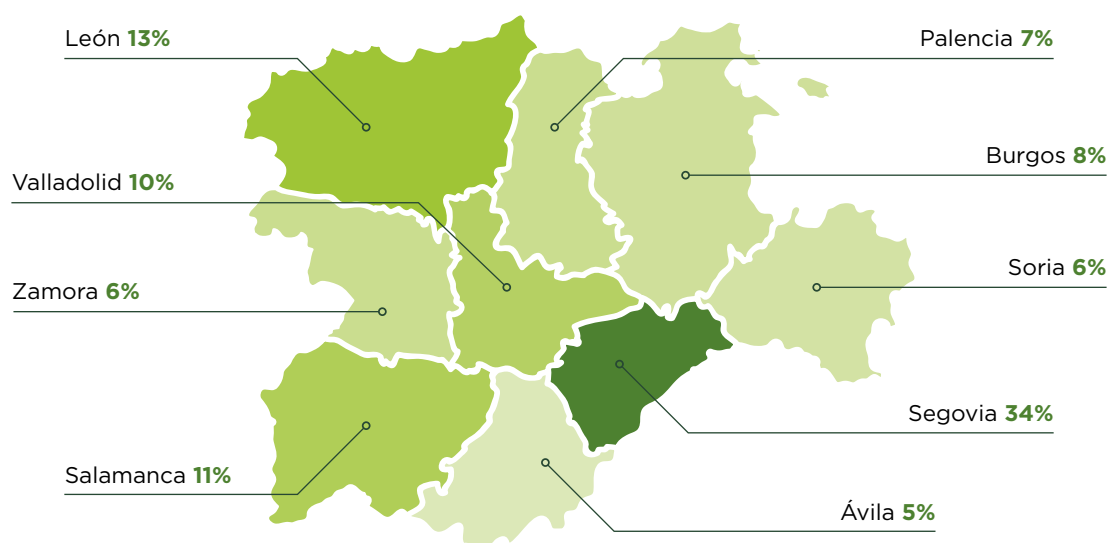 León 13%
Palencia 7%
Burgos 8%
Valladolid 10%
Soria 6%
Zamora 6%
Segovia 34%
Salamanca 11%
Ávila 5%